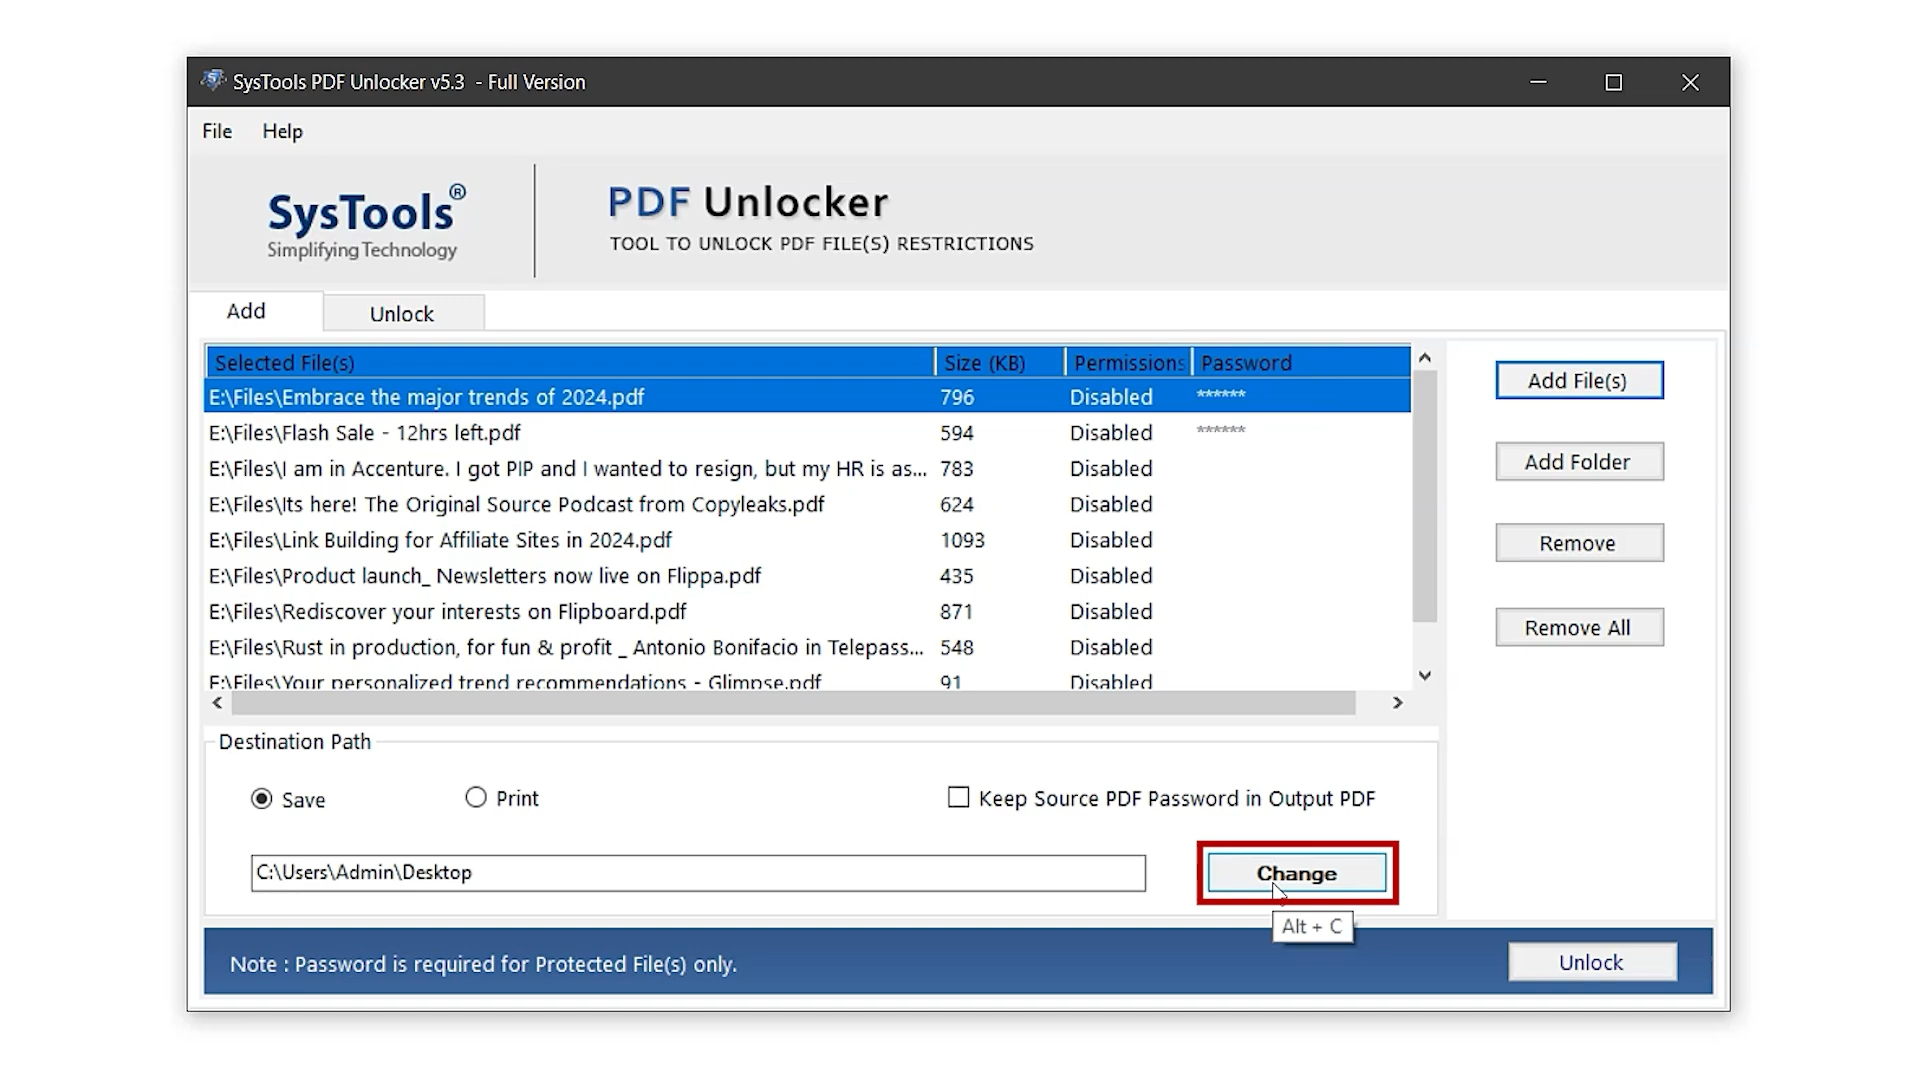 SysTools PDF Unlocker v5.3 - Full Version
File Help
SysTools®
Simplifying Technology
PDF Unlocker
TOOL TO UNLOCK PDF FILE(S) RESTRICTIONS
Add Unlock
Selected File(s) Size (KB) Permissions Password
E:\Files\Embrace the major trends of 2024.pdf 796 Disabled ******
E:\Files\Flash Sale - 12hrs left.pdf 594 Disabled ******
E:\Files\I am in Accenture. I got PIP and I wanted to resign, but my HR is as... 783 Disabled
E:\Files\Its here! The Original Source Podcast from Copyleaks.pdf 624 Disabled
E:\Files\Link Building for Affiliate Sites in 2024.pdf 1093 Disabled
E:\Files\Product launch_ Newsletters now live on Flippa.pdf 435 Disabled
E:\Files\Rediscover your interests on Flipboard.pdf 871 Disabled
E:\Files\Rust in production, for fun & profit _ Antonio Bonifacio in Telepass... 548 Disabled
E:\Files\Your personalized trend recommendations - Glimpse.pdf 91 Disabled
Add File(s)
Add Folder
Remove
Remove All
Destination Path
Save Print Keep Source PDF Password in Output PDF
C:\Users\Admin\Desktop Change
Alt + C
Note : Password is required for Protected File(s) only. Unlock